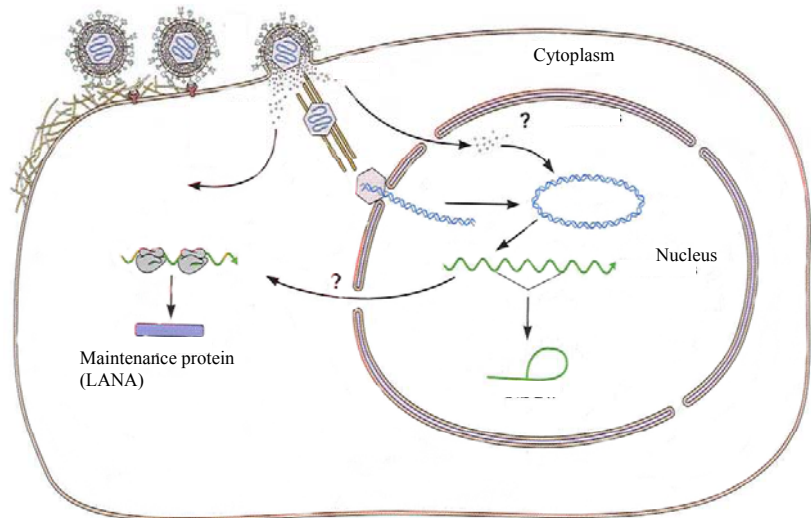 Cytoplasm
?
Nucleus
?
Maintenance protein
(LANA)